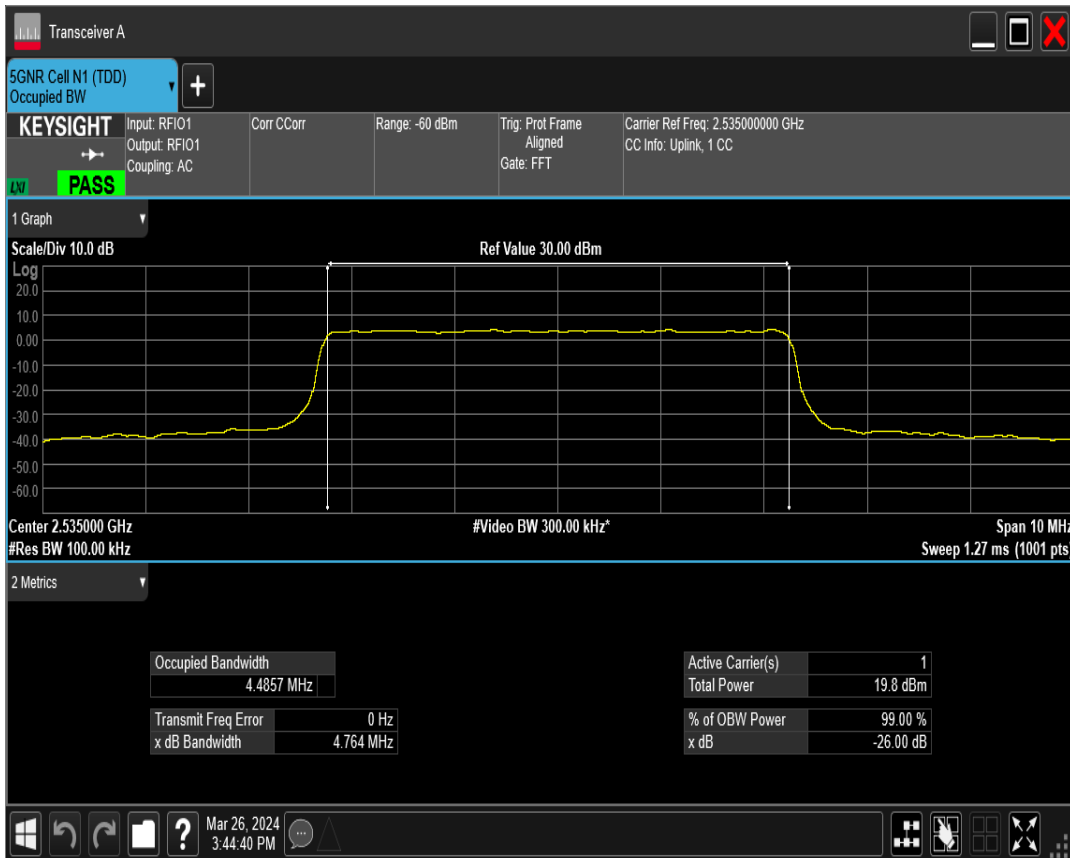 Transceiver A
5GNR Cell N1 (TDD)
Occupied BW
+
KEYSIGHT
LXI
PASS
Input: RFIO1
Output: RFIO1
Coupling: AC
Corr CCorr
Range: -60 dBm
Trig: Prot Frame
Aligned
Gate: FFT
Carrier Ref Freq: 2.535000000 GHz
CC Info: Uplink, 1 CC
1 Graph
Scale/Div 10.0 dB
Ref Value 30.00 dBm
Log
20.0
10.0
0.00
-10.0
-20.0
-30.0
-40.0
-50.0
-60.0
Center 2.535000 GHz
#Video BW 300.00 kHz*
Span 10 MHz
#Res BW 100.00 kHz
Sweep 1.27 ms (1001 pts)
2 Metrics
Occupied Bandwidth
4.4857 MHz
Transmit Freq Error 0 Hz
x dB Bandwidth 4.764 MHz
Active Carrier(s) 1
Total Power 19.8 dBm
% of OBW Power 99.00 %
x dB -26.00 dB
?
Mar 26, 2024
3:44:40 PM